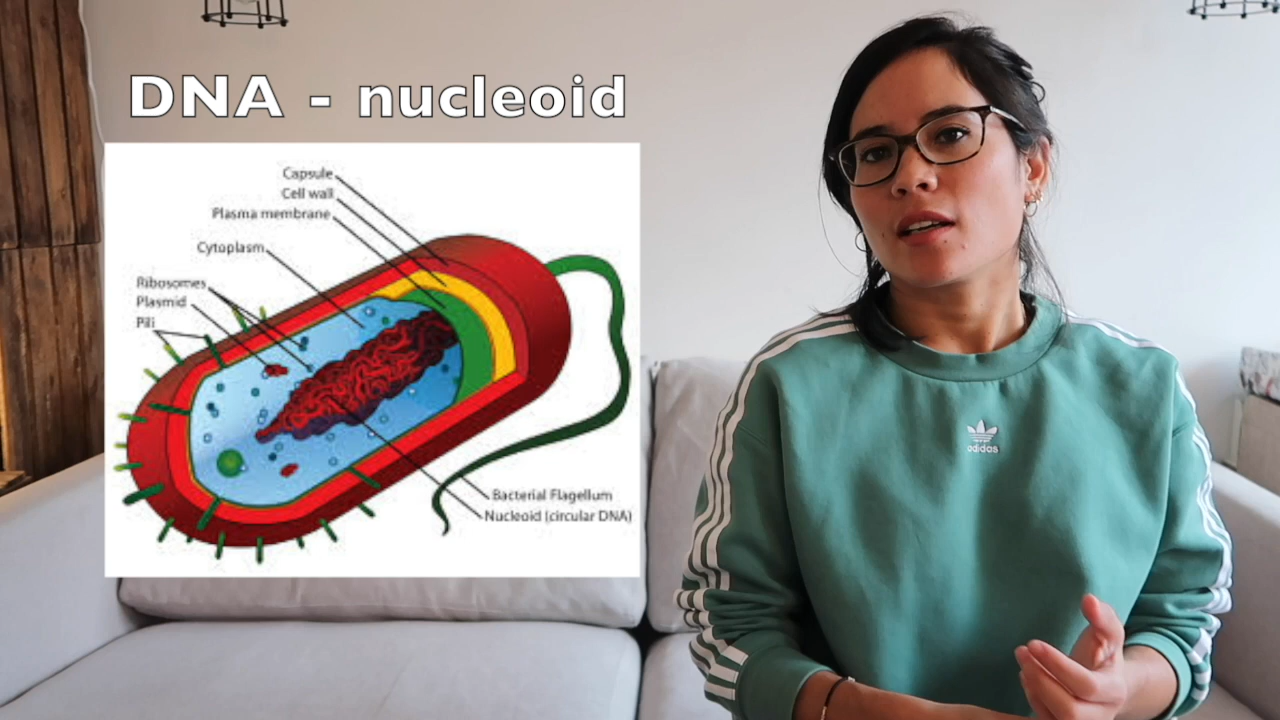 DNA - nucleoid
Capsule
Cell wall
Plasma membrane
Cytoplasm
Ribosomes
Plasmid
Pili
Bacterial Flagellum
Nucleoid (circular DNA)
adidas